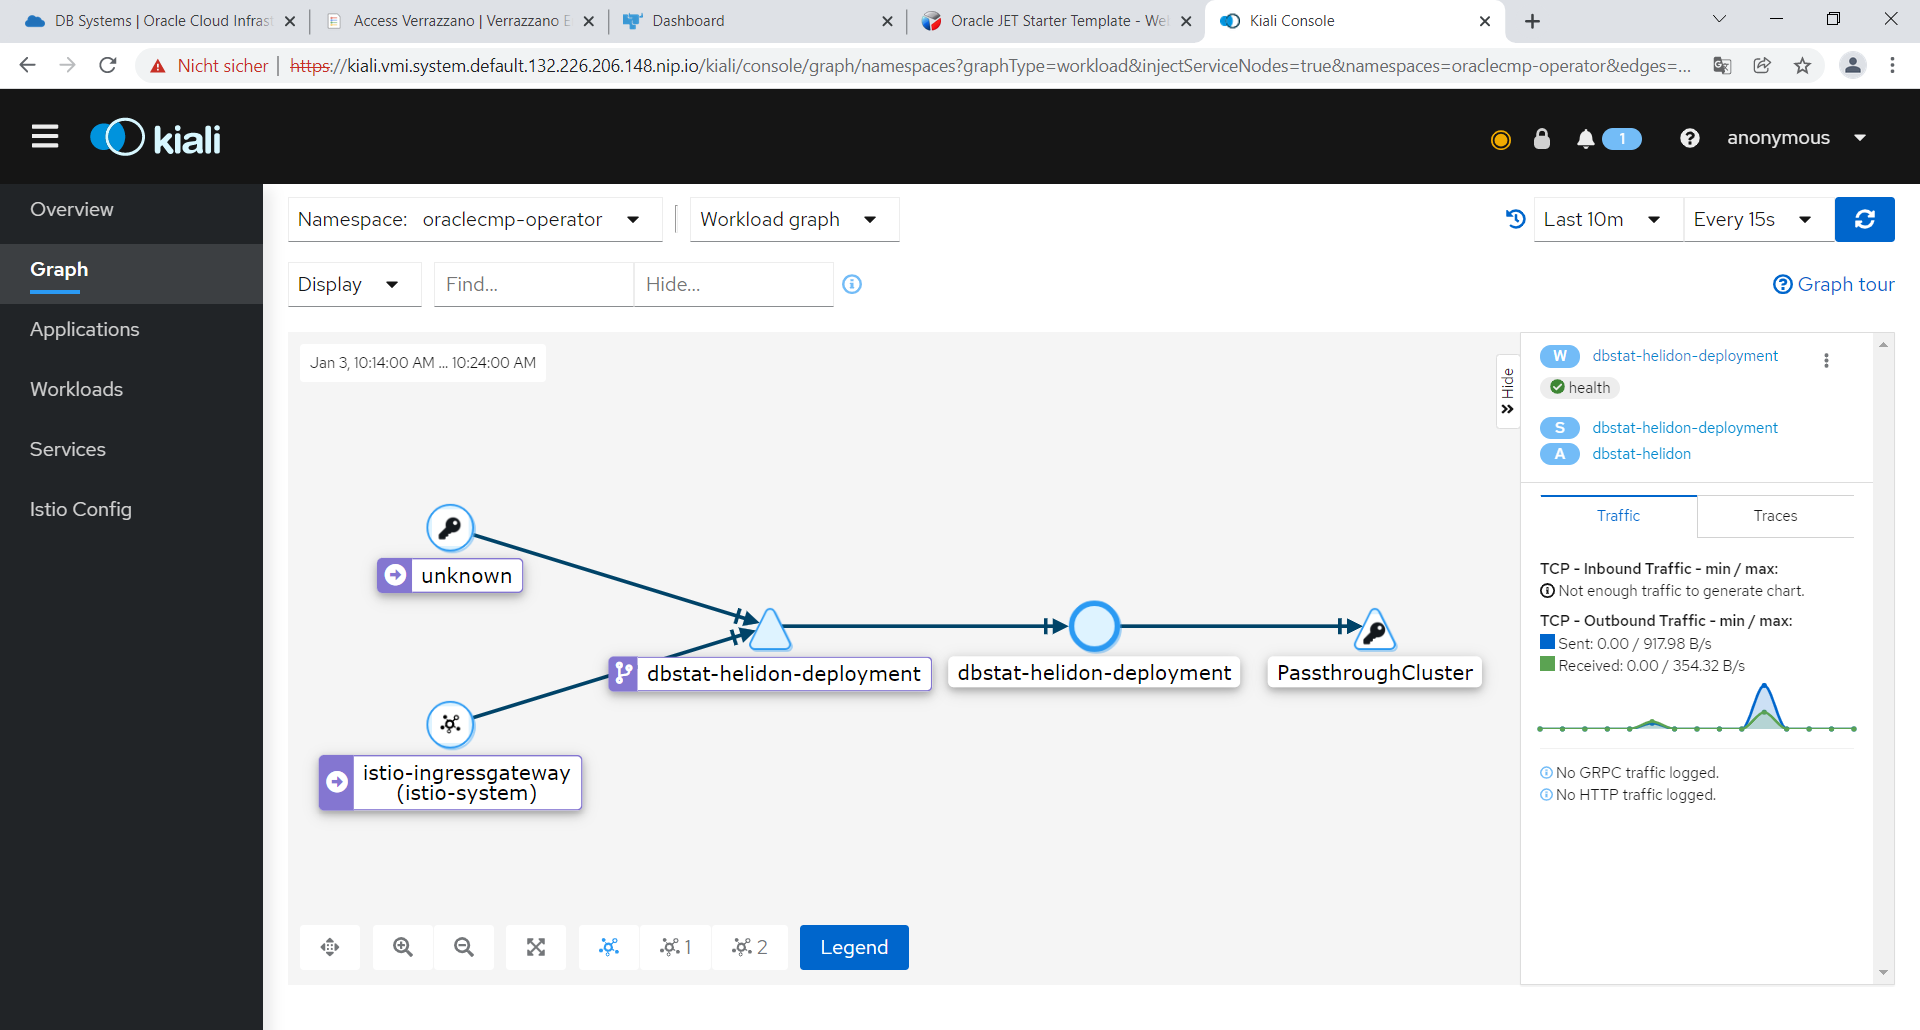 DB Systems | Oracle Cloud Infrast
Access Verrazzano | Verrazzano E
Dashboard
Oracle JET Starter Template - We
Kiali Console
Nicht sicher
https://kiali.vmi.system.default.132.226.206.148.nip.io/kiali/console/graph/namespaces?graphType=workload&injectServiceNodes=true&namespaces=oraclecmp-operator&edges=...
kiali
1
anonymous
Overview
Graph
Applications
Workloads
Services
Istio Config
Namespace: oraclecmp-operator
Workload graph
Last 10m
Every 15s
Display
Find...
Hide...
Graph tour
Jan 3, 10:14:00 AM ... 10:24:00 AM
Hide
unknown
istio-ingressgateway
(istio-system)
dbstat-helidon-deployment
dbstat-helidon-deployment
PassthroughCluster
1
2
Legend
W dbstat-helidon-deployment
health
S dbstat-helidon-deployment
A dbstat-helidon
Traffic
Traces
TCP - Inbound Traffic - min / max:
Not enough traffic to generate chart.
TCP - Outbound Traffic - min / max:
Sent: 0.00 / 917.98 B/s
Received: 0.00 / 354.32 B/s
No GRPC traffic logged.
No HTTP traffic logged.